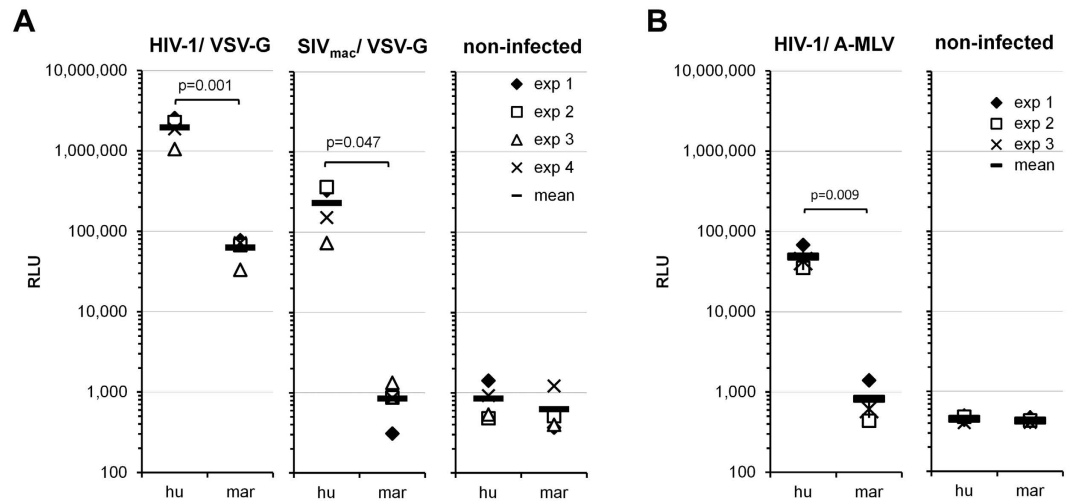 A
HIV-1/ VSV-G
SIVmac/ VSV-G
non-infected
RLU
10,000,000
1,000,000
100,000
10,000
1,000
100
p=0.001
p=0.047
exp 1
exp 2
exp 3
exp 4
mean
hu
mar
hu
mar
hu
mar
B
HIV-1/ A-MLV
non-infected
RLU
10,000,000
1,000,000
100,000
10,000
1,000
100
p=0.009
exp 1
exp 2
exp 3
mean
hu
mar
hu
mar